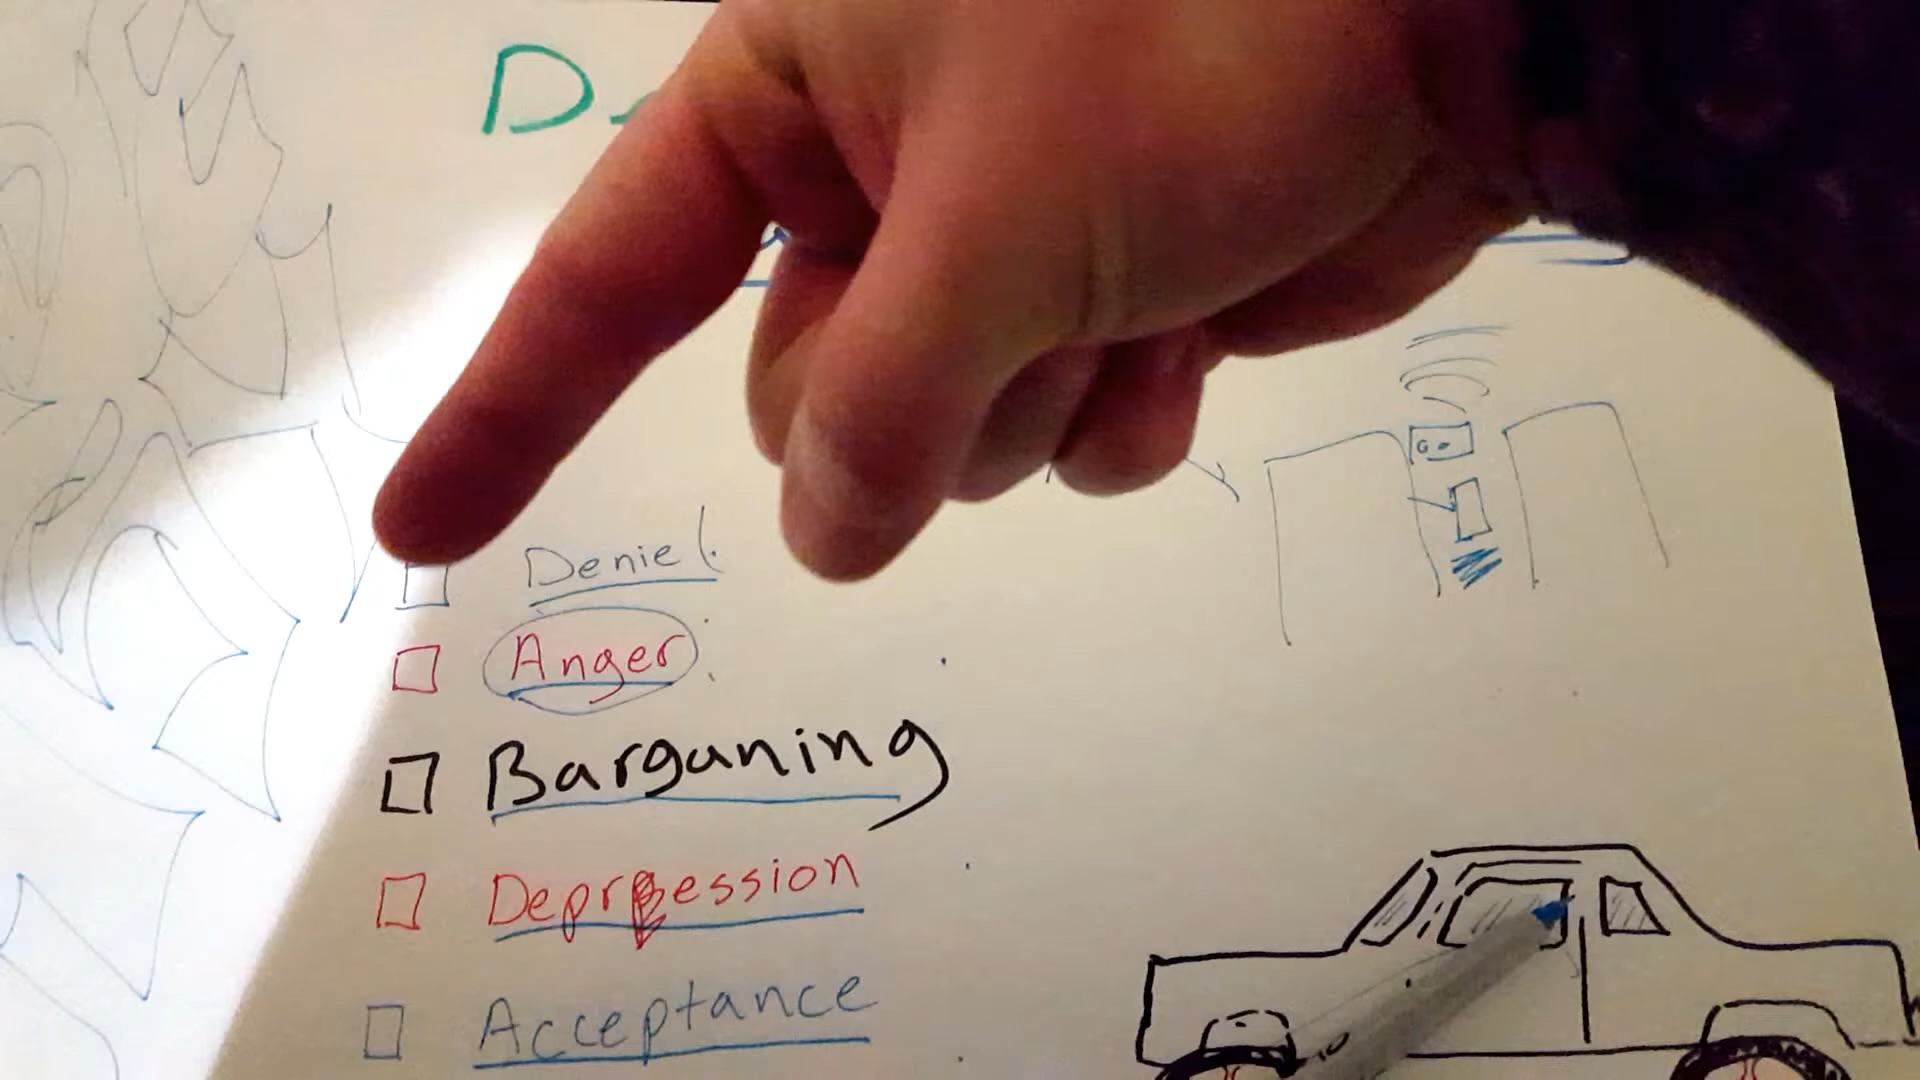 Deniel
Anger
Barganing
Depression
Acceptance